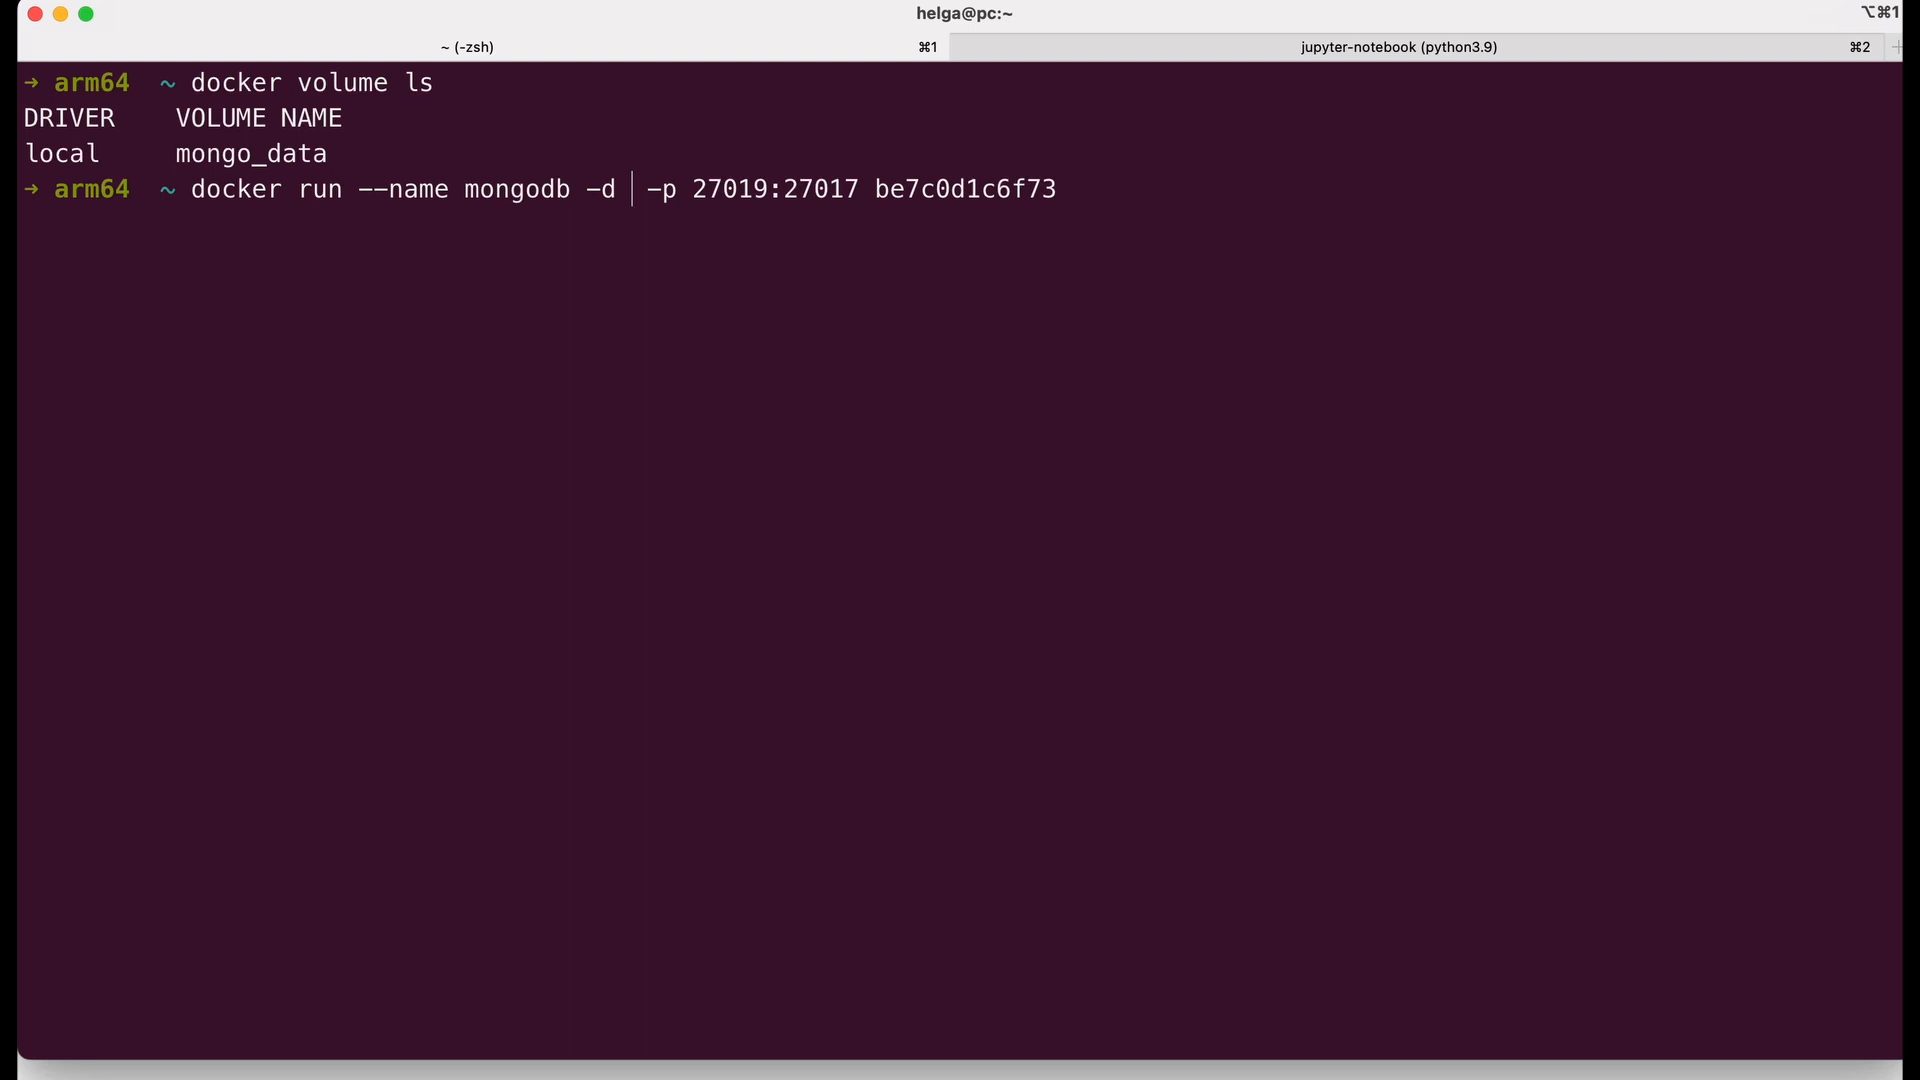 helga@pc:~
⌥⌘1
~ (-zsh) ⌘1 jupyter-notebook (python3.9) ⌘2 +
→ arm64 ~ docker volume ls
DRIVER VOLUME NAME
local mongo_data
→ arm64 ~ docker run --name mongodb -d -p 27019:27017 be7c0d1c6f73